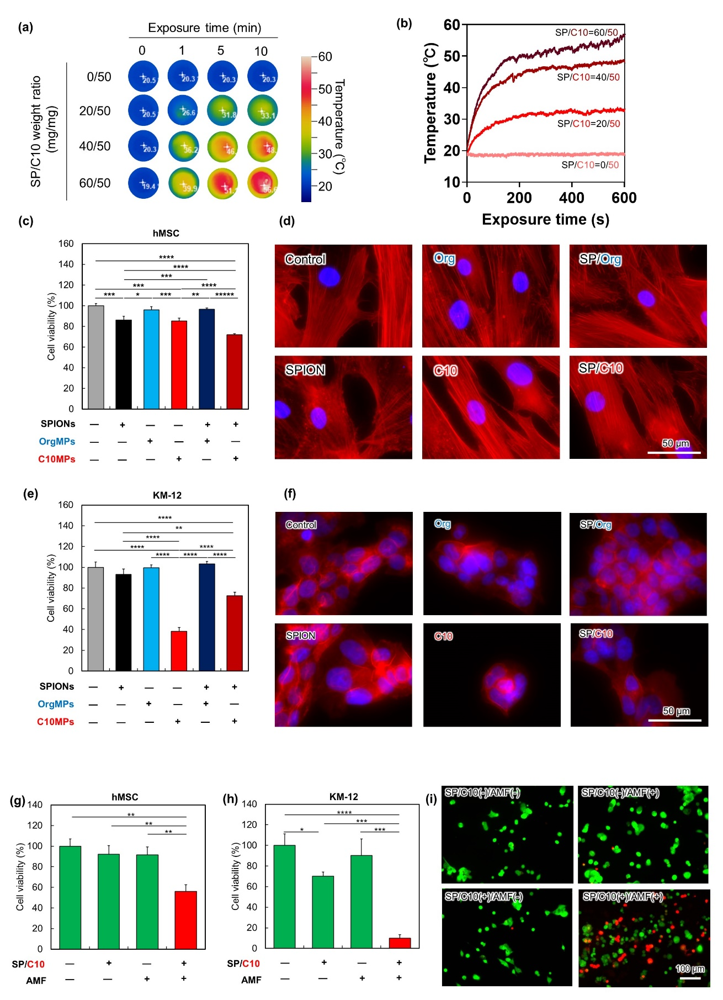 (a)
Exposure time (min)
0 1 5 10
SP/C10 weight ratio
(mg/mg)
0/50
20.5 20.3 20.3 20.3
20/50
20.5 26.6 31.8 33.1
40/50
20.3 36.2 46. 48.
60/50
19.4 39.9 51. 56.6
60
50
40
30
20
Temperature (°C)
(b)
60
50
40
30
20
10
Temperature (℃)
SP/C10=60/50
SP/C10=40/50
SP/C10=20/50
SP/C10=0/50
0 200 400 600
Exposure time (s)
(c)
hMSC
160
140
120
100
80
60
40
20
0
Cell viability (%)
****
****
***
*** ****
*** * *** ** *****
SPIONs — + — — + +
OrgMPs — — + — + —
C10MPs — — — + — +
(d)
Control
Org
SP/Org
SPION
C10
SP/C10
50 µm
(e)
KM-12
160
140
120
100
80
60
40
20
0
Cell viability (%)
****
**
****
**** ****
**** **** ****
SPIONs — + — — + +
OrgMPs — — + — + —
C10MPs — — — + — +
(f)
Control
Org
SP/Org
SPION
C10
SP/C10
50 µm
(g)
hMSC
140
120
100
80
60
40
20
0
Cell viability (%)
**
**
**
SP/C10 — + — +
AMF — — + +
(h)
KM-12
140
120
100
80
60
40
20
0
Cell viability (%)
****
***
* ***
SP/C10 — + — +
AMF — — + +
(i)
SP/C10(-)/AMF(-)
SP/C10(-)/AMF(+)
SP/C10(+)/AMF(-)
SP/C10(+)/AMF(+)
100 µm